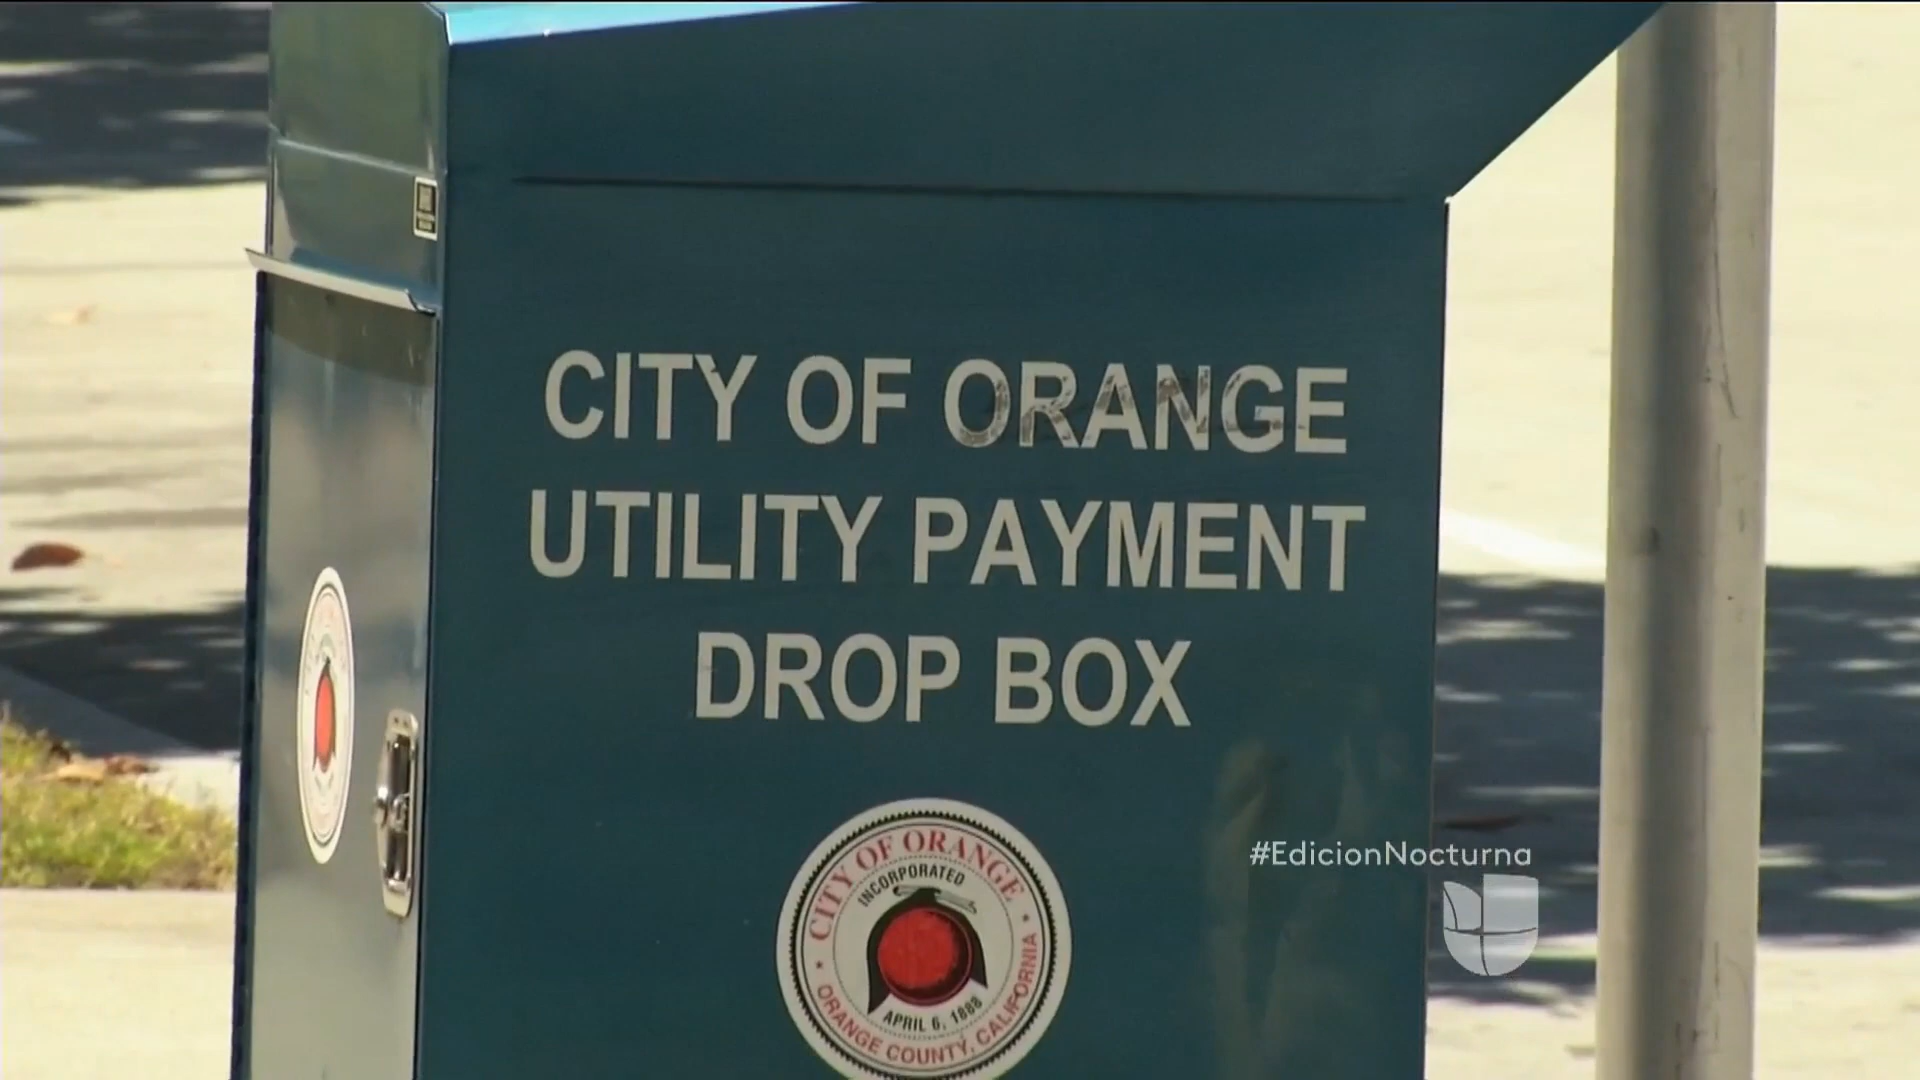 CITY OF ORANGE
UTILITY PAYMENT
DROP BOX
CITY OF ORANGE
INCORPORATED
APRIL 6, 1888
ORANGE COUNTY, CALIFORNIA
#EdicionNocturna